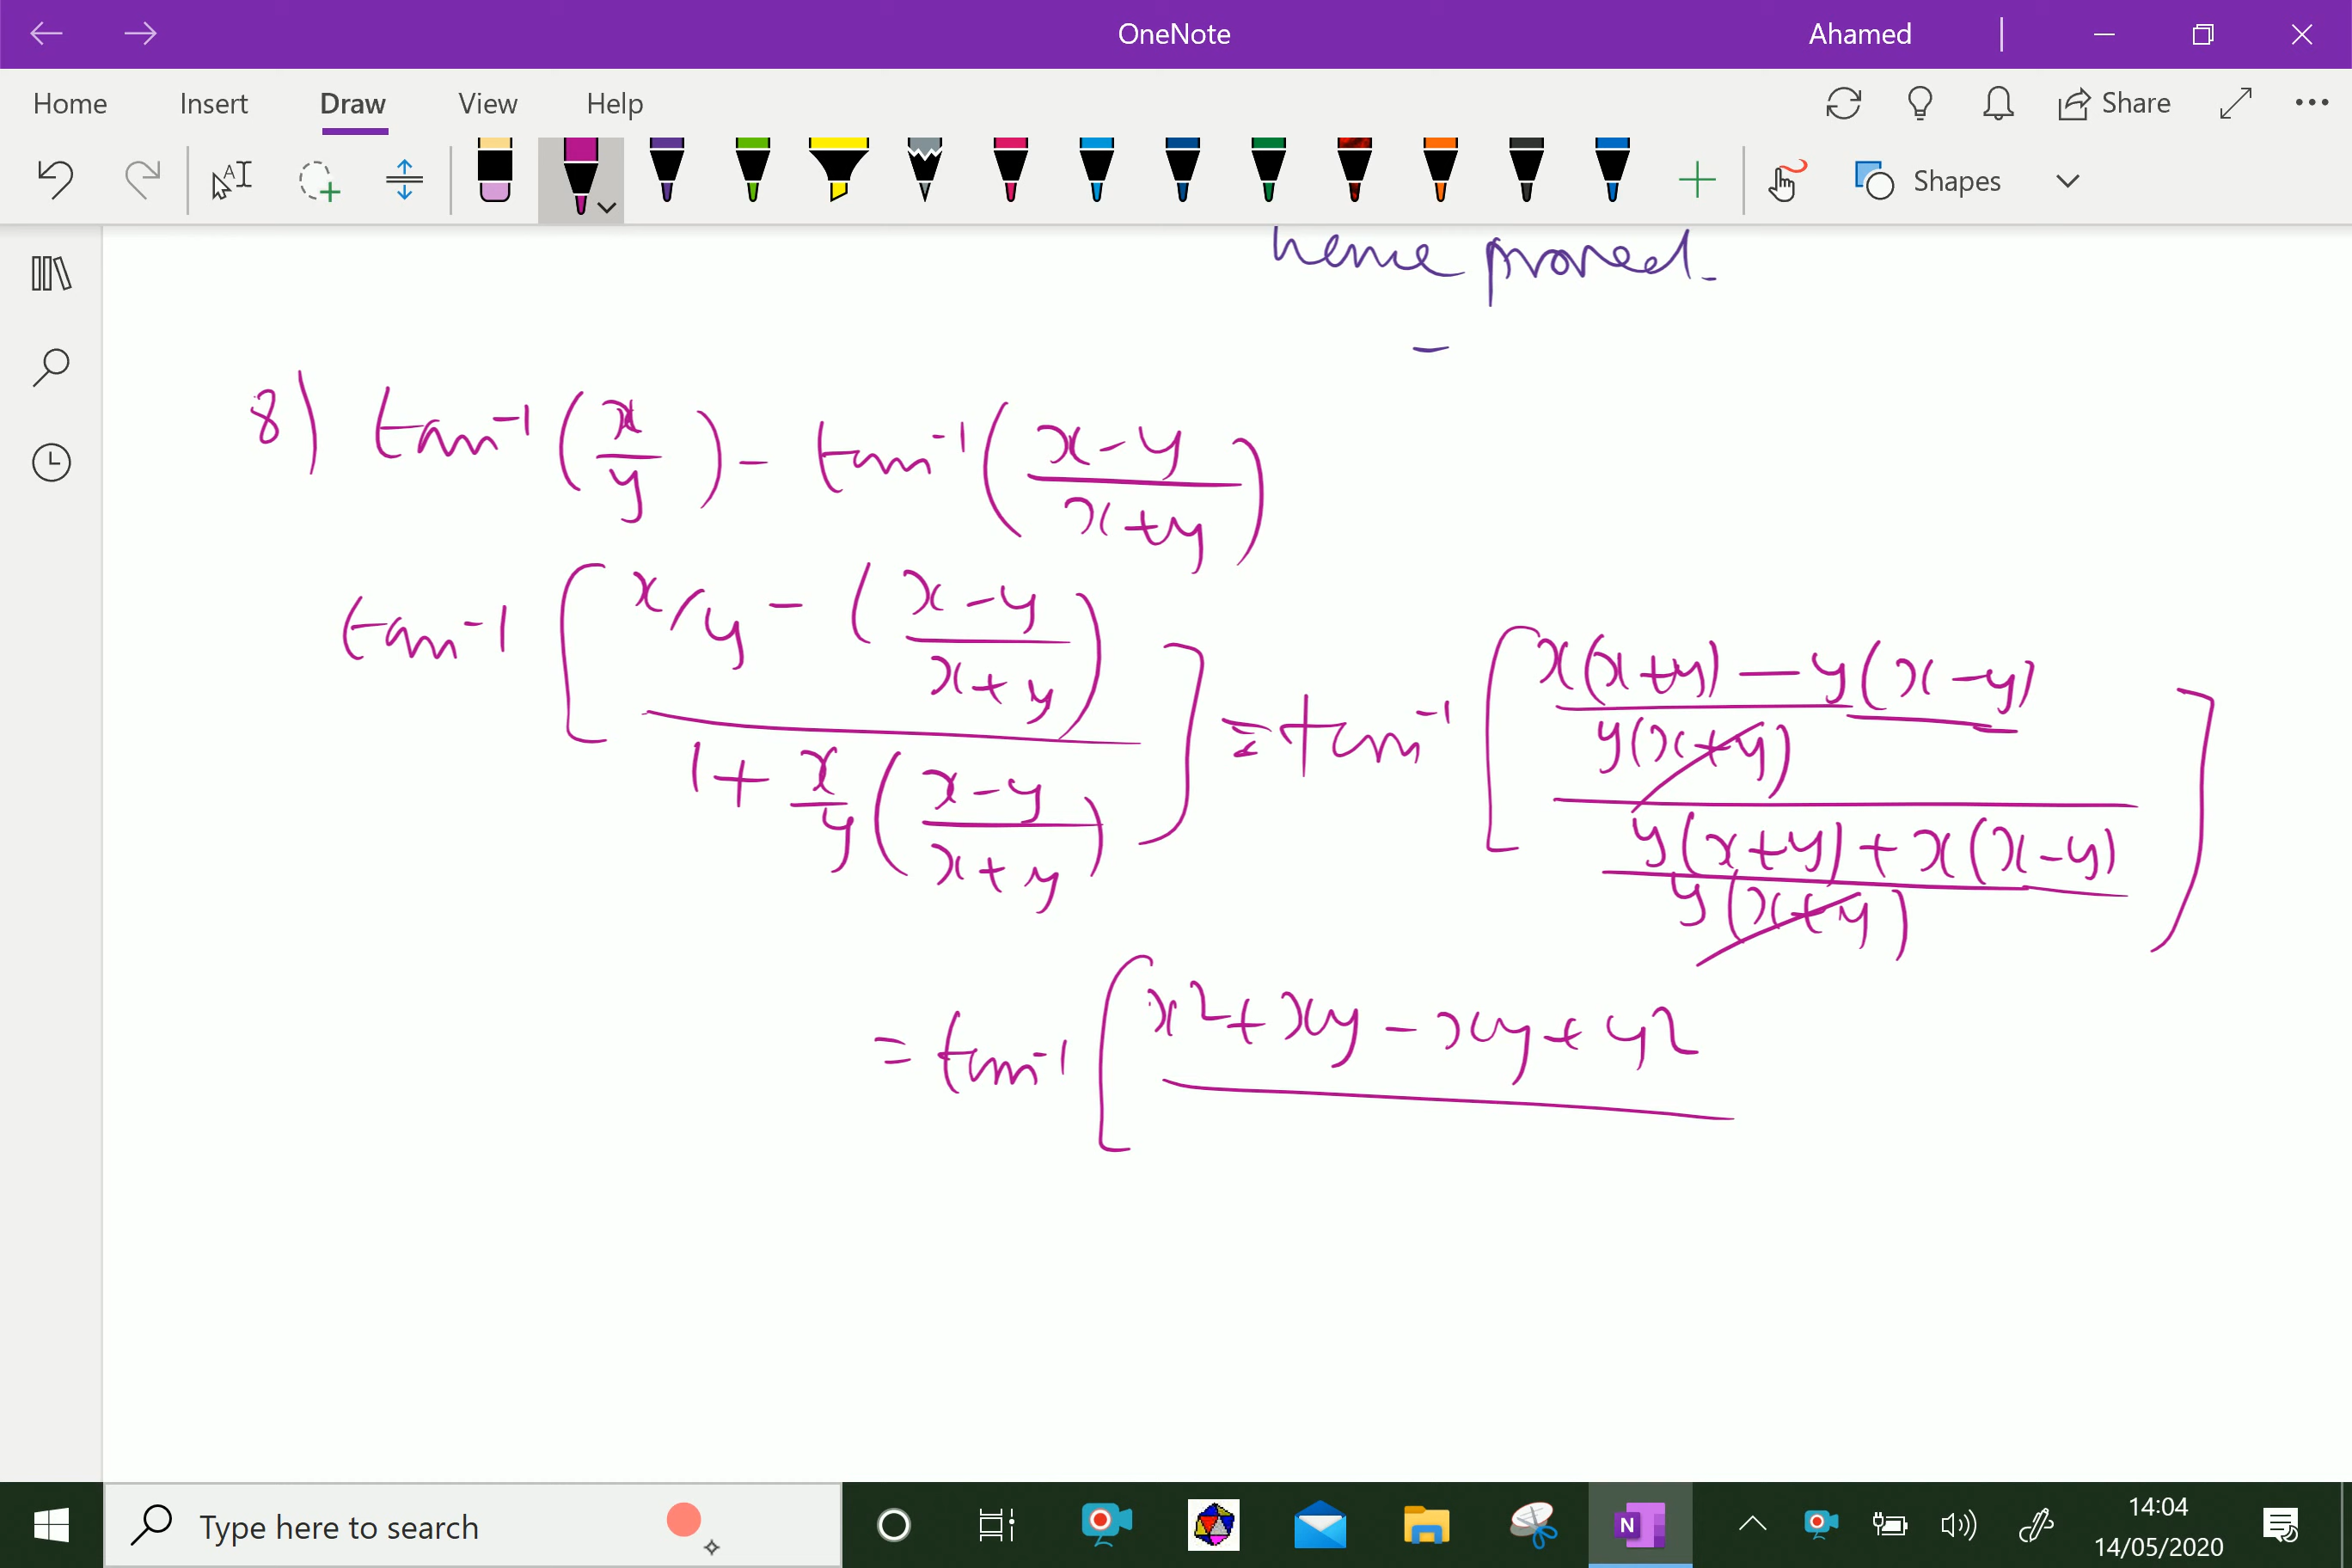 OneNote
Ahamed
Home Insert Draw View Help
Share
Shapes
hence proved.
8) tan⁻¹(x/y) - tan⁻¹((x-y)/(x+y))
tan⁻¹[(x/y - ((x-y)/(x+y)))/(1 + x/y((x-y)/(x+y)))] = tan⁻¹[((x(x+y) - y(x-y))/(y(x+y)))/((y(x+y) + x(x-y))/(y(x+y)))]
= tan⁻¹[x² + xy - xy + y²
Type here to search
14:04
14/05/2020